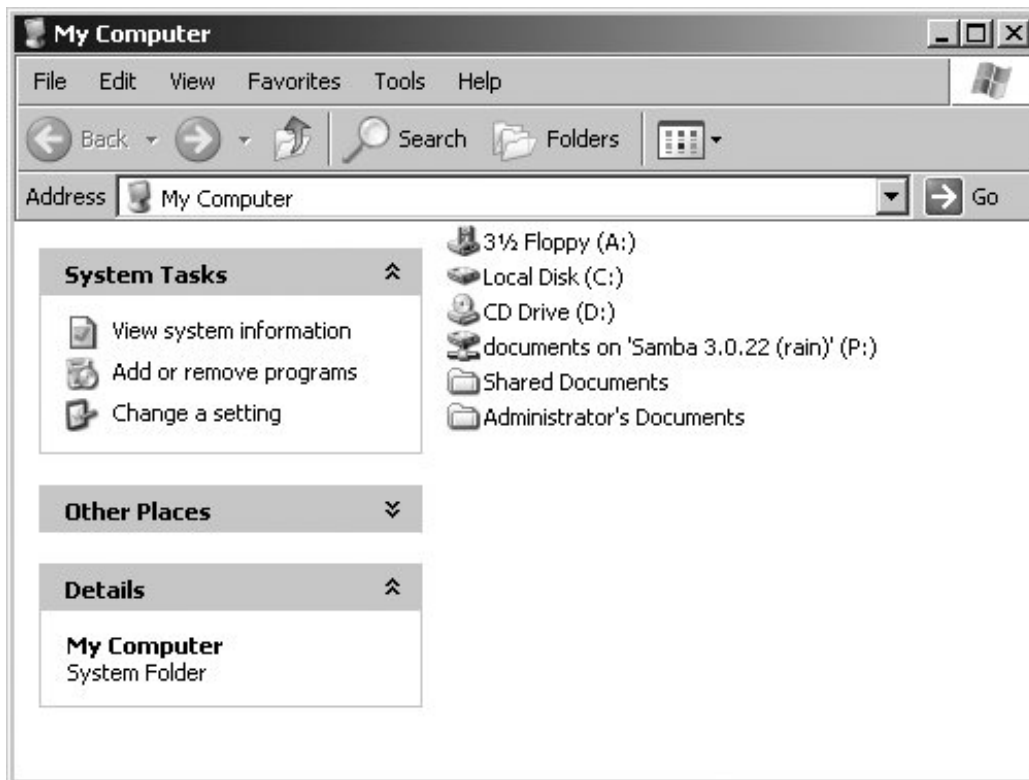 My Computer
File Edit View Favorites Tools Help
Back Search Folders
Address My Computer Go
System Tasks
View system information
Add or remove programs
Change a setting
Other Places
Details
My Computer
System Folder
3½ Floppy (A:)
Local Disk (C:)
CD Drive (D:)
documents on 'Samba 3.0.22 (rain)' (P:)
Shared Documents
Administrator's Documents